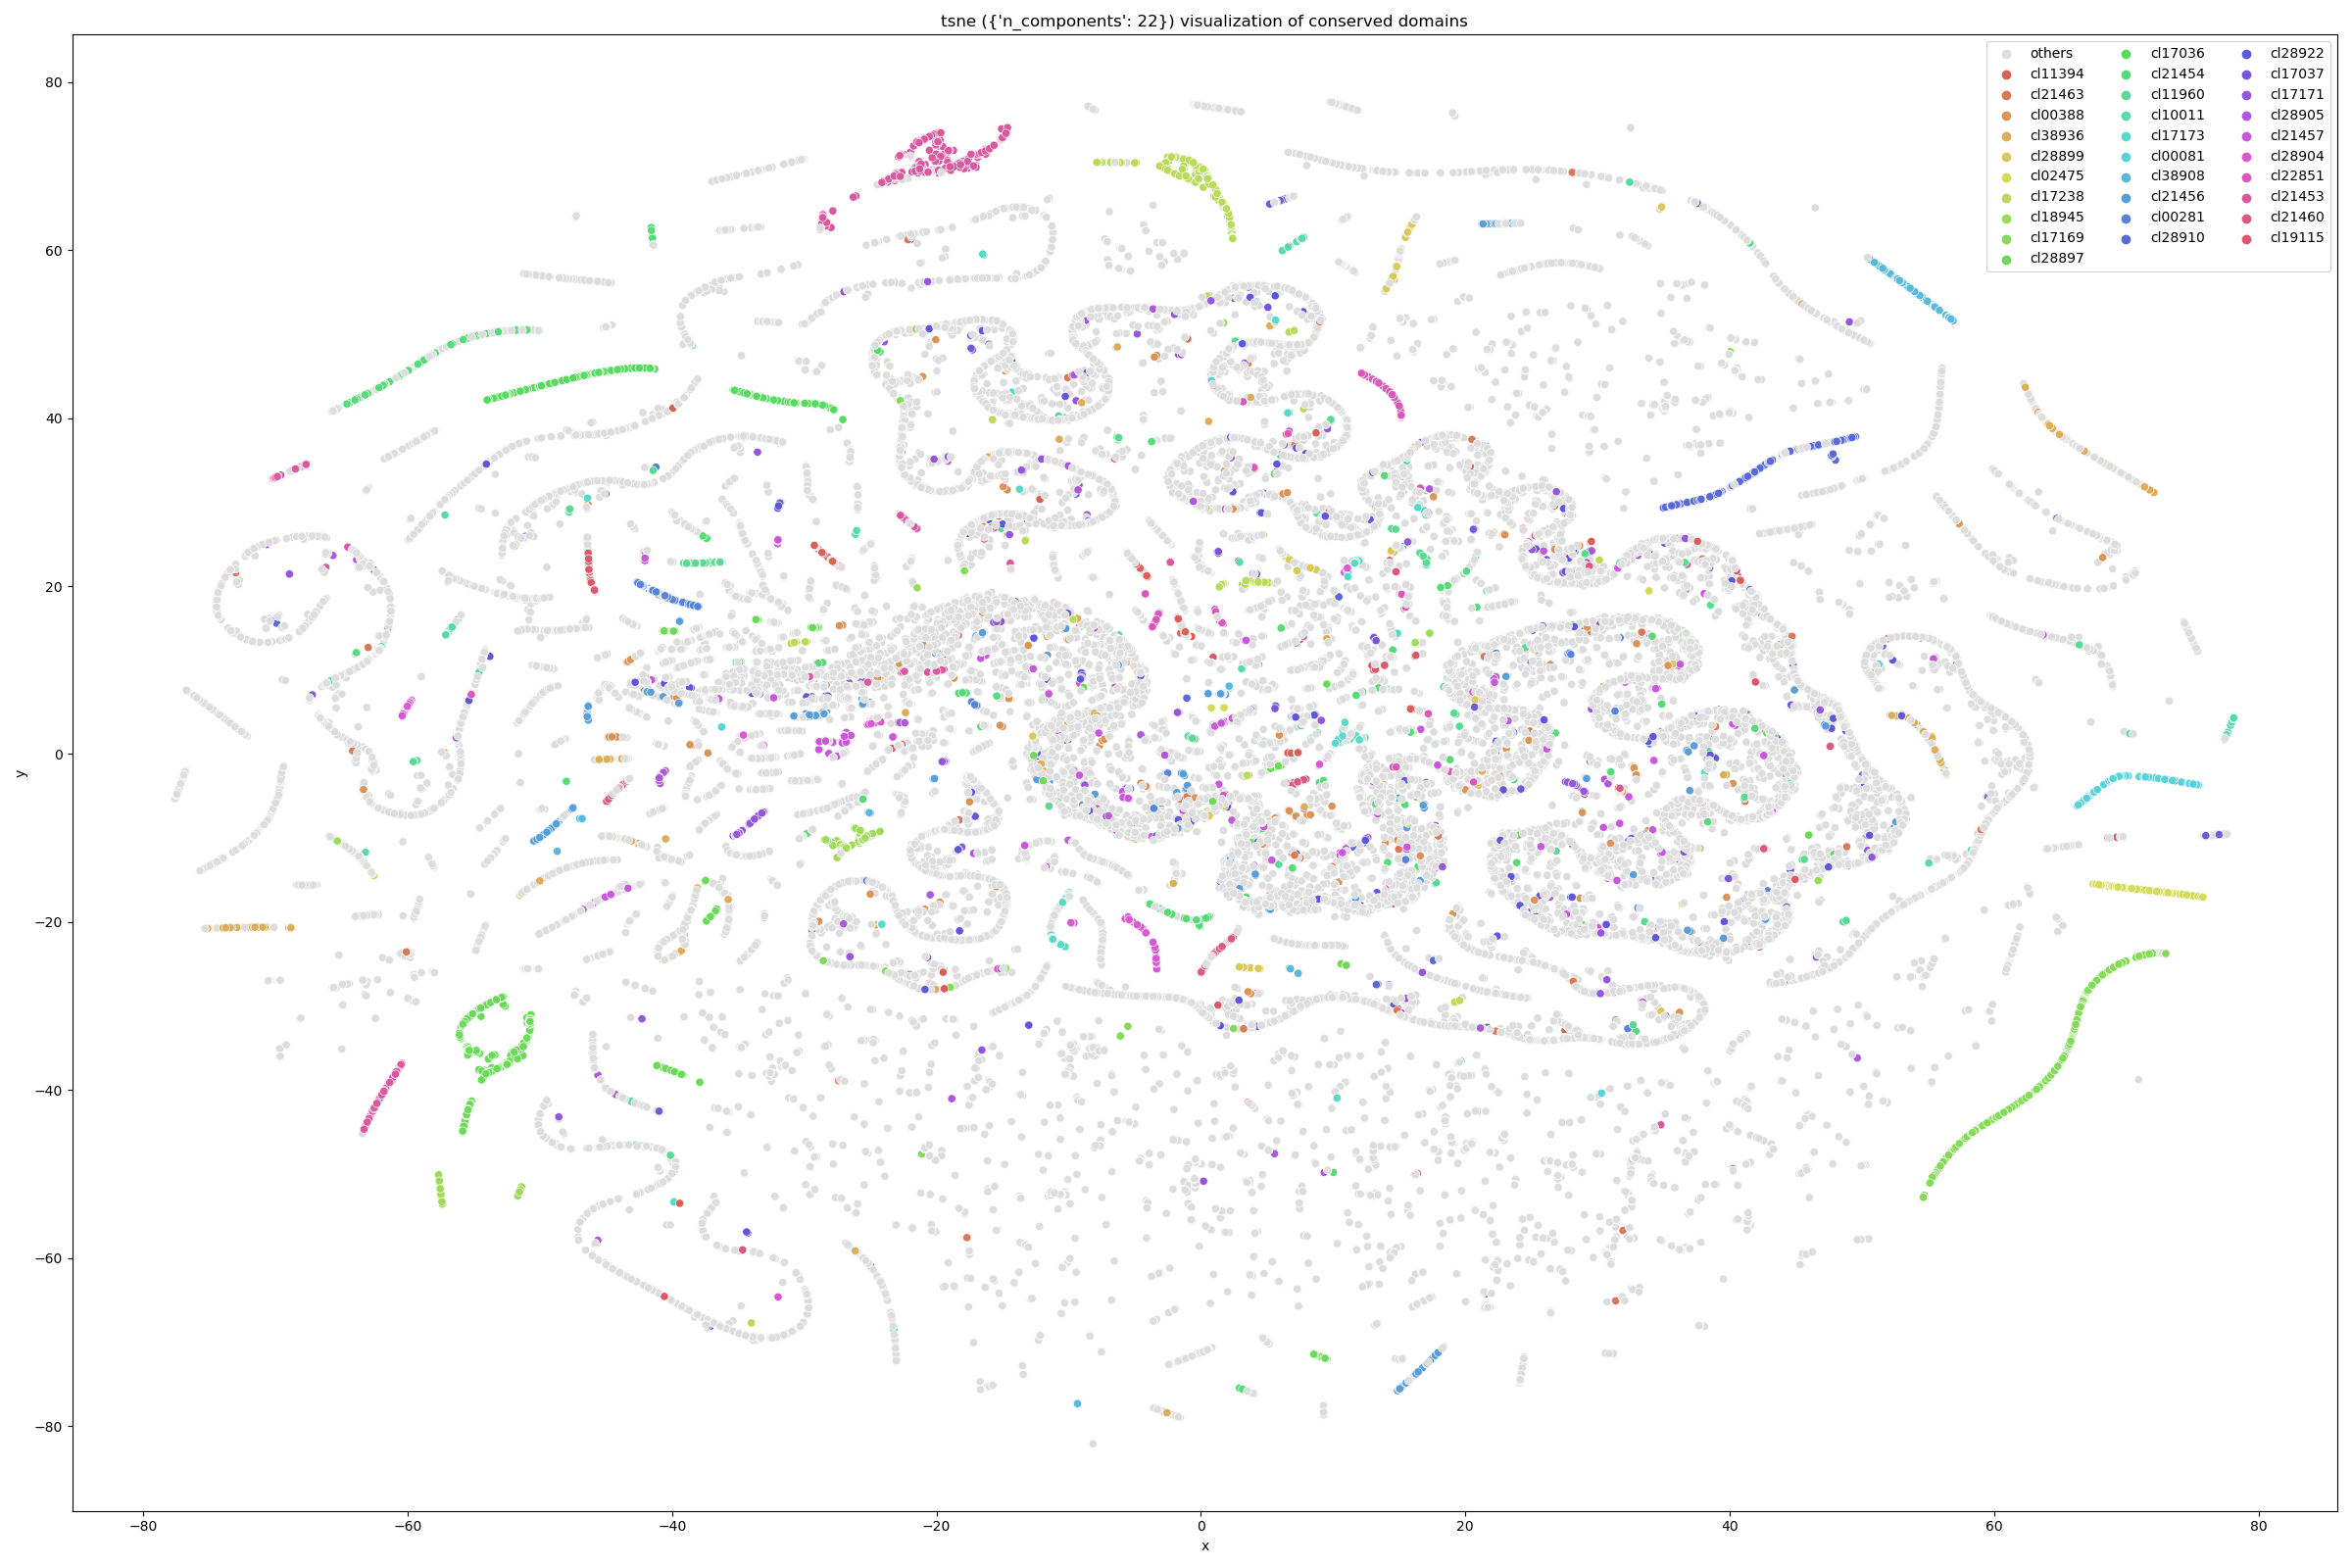 tsne ({'n_components': 22}) visualization of conserved domains
others cl17036 cl28922
cl11394 cl21454 cl17037
cl21463 cl11960 cl17171
cl00388 cl10011 cl28905
cl38936 cl17173 cl21457
cl28899 cl00081 cl28904
cl02475 cl38908 cl22851
cl17238 cl21456 cl21453
cl18945 cl00281 cl21460
cl17169 cl28910 cl19115
cl28897
80
60
40
20
0
−20
−40
−60
−80
y
−80 −60 −40 −20 0 20 40 60 80
x